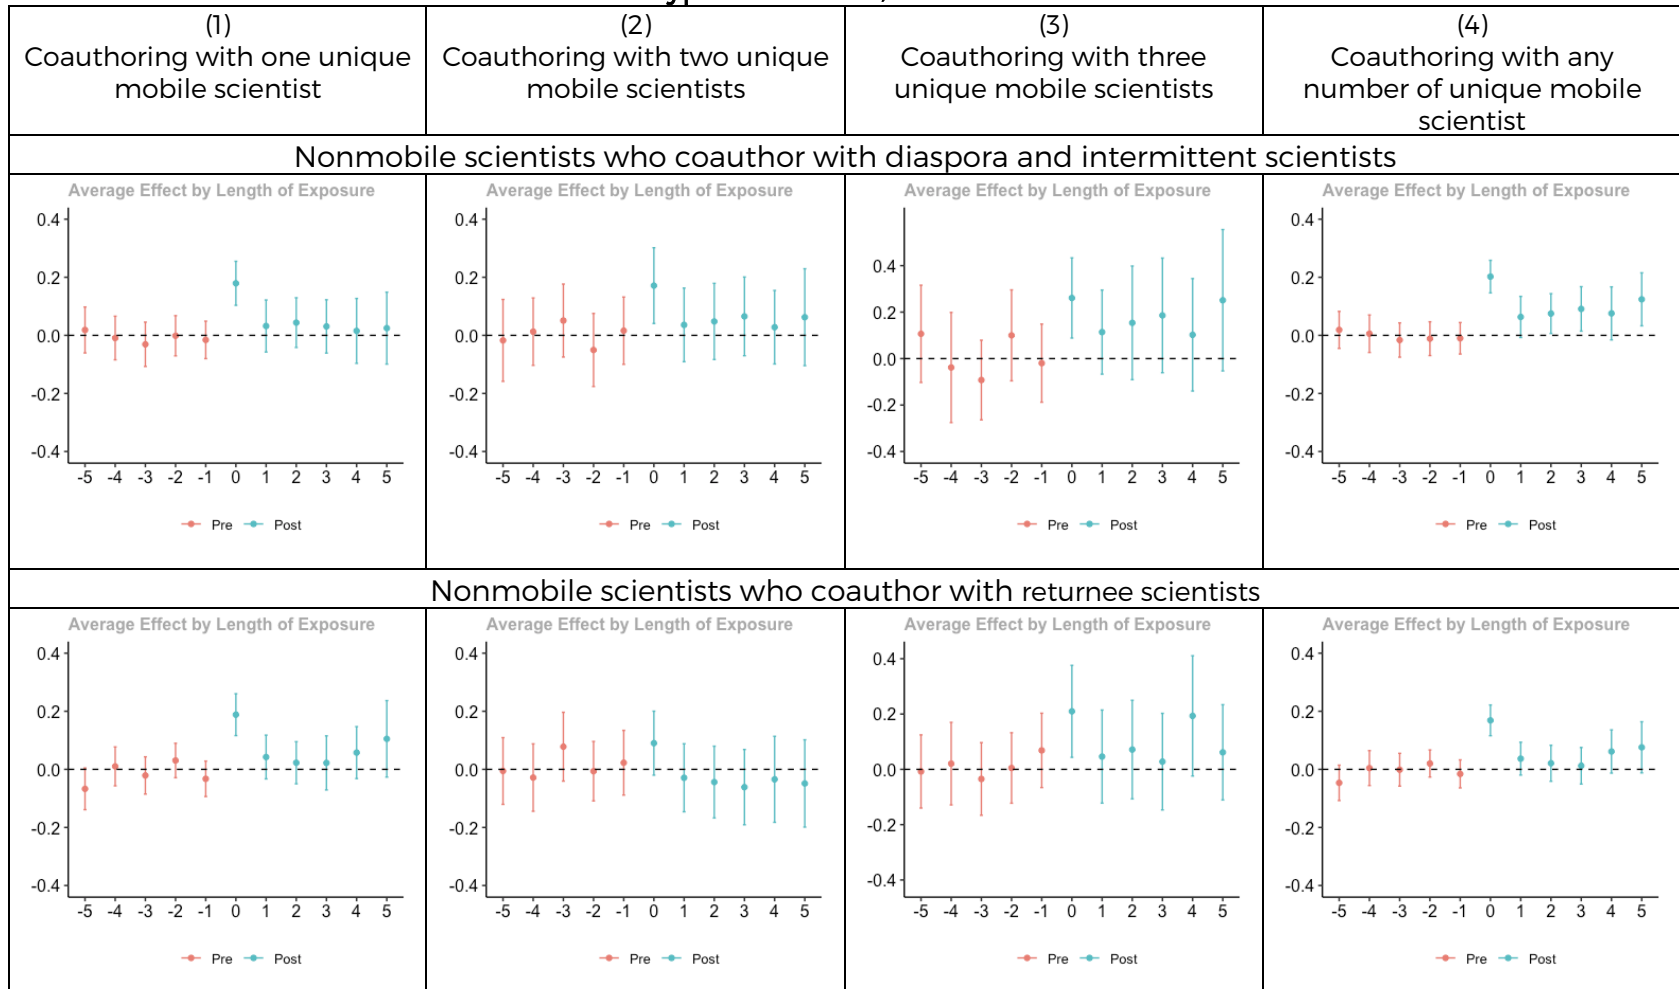 (1)
Coauthoring with one unique
mobile scientist
(2)
Coauthoring with two unique
mobile scientists
(3)
Coauthoring with three
unique mobile scientists
(4)
Coauthoring with any
number of unique mobile
scientist
Nonmobile scientists who coauthor with diaspora and intermittent scientists
Average Effect by Length of Exposure
0.4
0.2
0.0
-0.2
-0.4
-5 -4 -3 -2 -1 0 1 2 3 4 5
Pre Post
Average Effect by Length of Exposure
0.4
0.2
0.0
-0.2
-0.4
-5 -4 -3 -2 -1 0 1 2 3 4 5
Pre Post
Average Effect by Length of Exposure
0.4
0.2
0.0
-0.2
-0.4
-5 -4 -3 -2 -1 0 1 2 3 4 5
Pre Post
Average Effect by Length of Exposure
0.4
0.2
0.0
-0.2
-0.4
-5 -4 -3 -2 -1 0 1 2 3 4 5
Pre Post
Nonmobile scientists who coauthor with returnee scientists
Average Effect by Length of Exposure
0.4
0.2
0.0
-0.2
-0.4
-5 -4 -3 -2 -1 0 1 2 3 4 5
Pre Post
Average Effect by Length of Exposure
0.4
0.2
0.0
-0.2
-0.4
-5 -4 -3 -2 -1 0 1 2 3 4 5
Pre Post
Average Effect by Length of Exposure
0.4
0.2
0.0
-0.2
-0.4
-5 -4 -3 -2 -1 0 1 2 3 4 5
Pre Post
Average Effect by Length of Exposure
0.4
0.2
0.0
-0.2
-0.4
-5 -4 -3 -2 -1 0 1 2 3 4 5
Pre Post